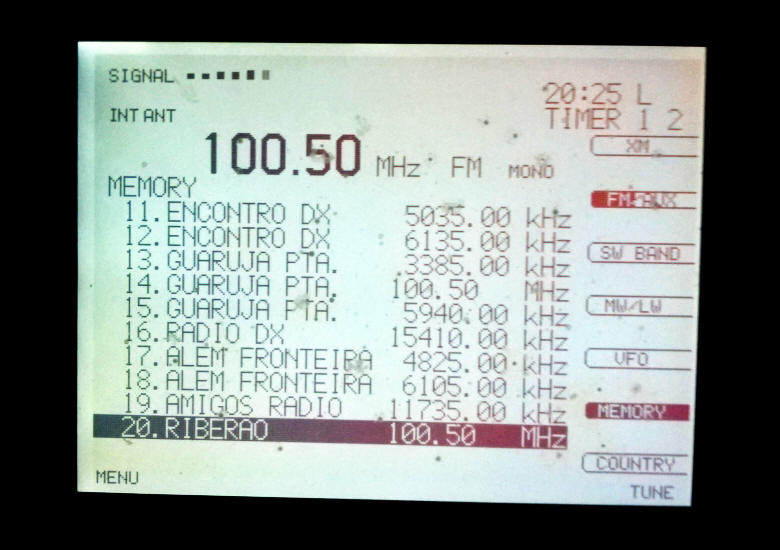 SIGNAL
20:25 L
INT ANT
TIMER 1 2
100.50 MHz FM MONO
XM
MEMORY
FM-AUX
11. ENCONTRO DX 5035.00 kHz
12. ENCONTRO DX 6135.00 kHz
SW BAND
13. GUARUJA PTA. 3385.00 kHz
14. GUARUJA PTA. 100.50 MHz
15. GUARUJA PTA. 5940.00 kHz
MW/LW
16. RADIO DX 15410.00 kHz
17. ALEM FRONTEIRA 4825.00 kHz
VFO
18. ALEM FRONTEIRA 6105.00 kHz
19. AMIGOS RADIO 11735.00 kHz
MEMORY
20. RIBERAO 100.50 MHz
COUNTRY
MENU
TUNE